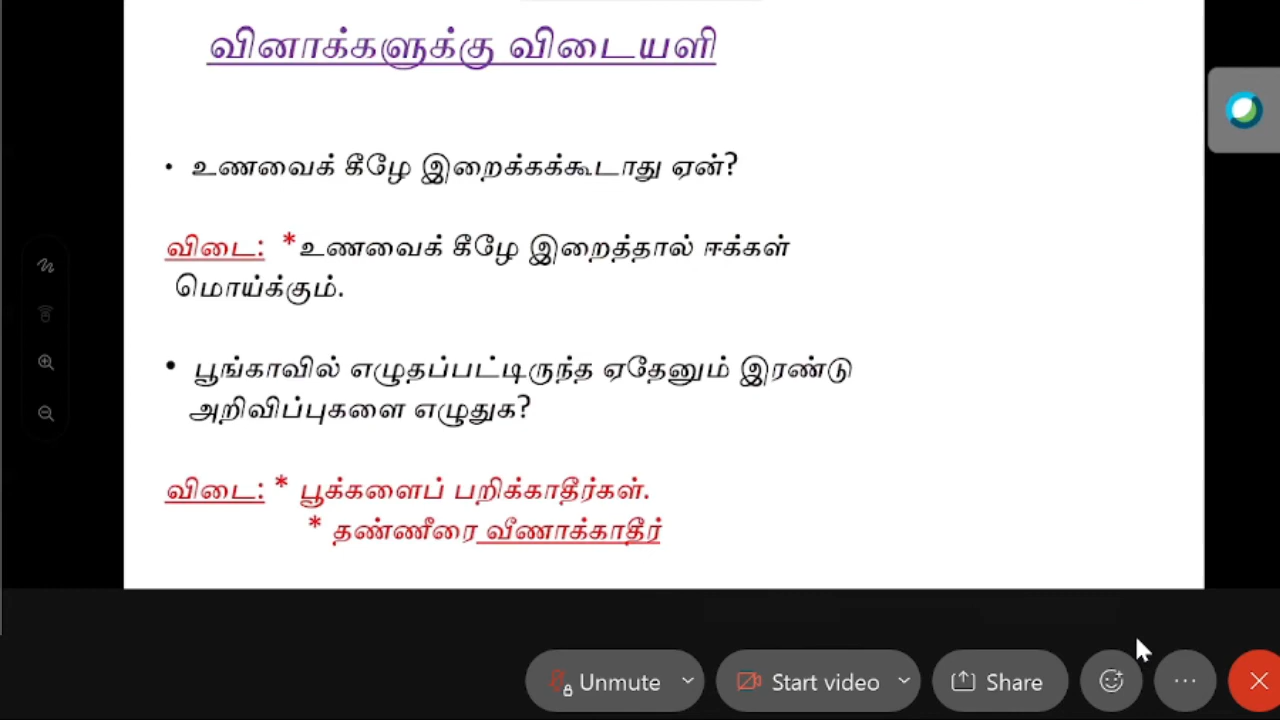 வினாக்களுக்கு விடையளி
• உணவைக் கீழே இறைக்கக்கூடாது ஏன்?
விடை: *உணவைக் கீழே இறைத்தால் ஈக்கள்
மொய்க்கும்.
• பூங்காவில் எழுதப்பட்டிருந்த ஏதேனும் இரண்டு
அறிவிப்புகளை எழுதுக?
விடை: * பூக்களைப் பறிக்காதீர்கள்.
* தண்ணீரை வீணாக்காதீர்
Unmute Start video Share